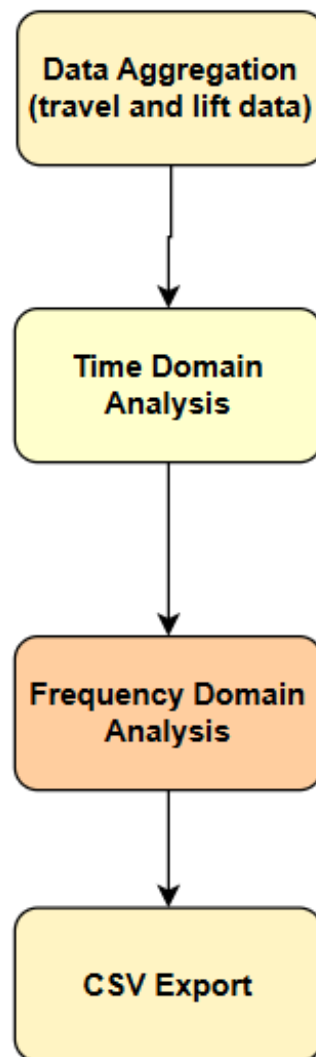 Data Aggregation
(travel and lift data)
Time Domain
Analysis
Frequency Domain
Analysis
CSV Export